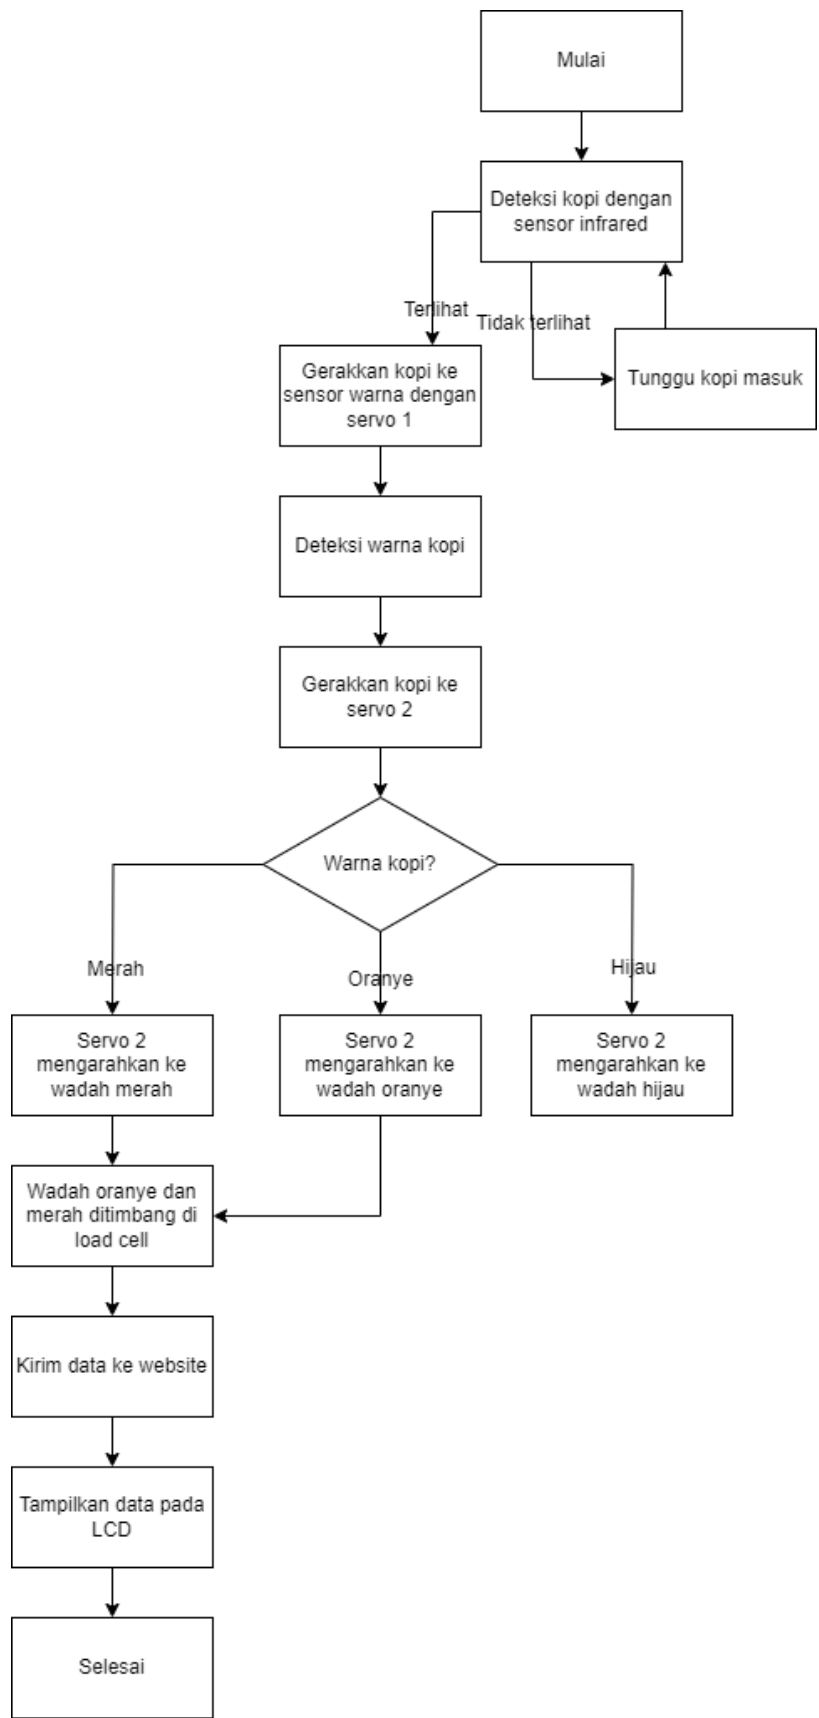 Mulai
Deteksi kopi dengan
sensor infrared
Terlihat
Tidak terlihat
Gerakkan kopi ke
sensor warna dengan
servo 1
Tunggu kopi masuk
Deteksi warna kopi
Gerakkan kopi ke
servo 2
Warna kopi?
Merah
Oranye
Hijau
Servo 2
mengarahkan ke
wadah merah
Servo 2
mengarahkan ke
wadah oranye
Servo 2
mengarahkan ke
wadah hijau
Wadah oranye dan
merah ditimbang di
load cell
Kirim data ke website
Tampilkan data pada
LCD
Selesai